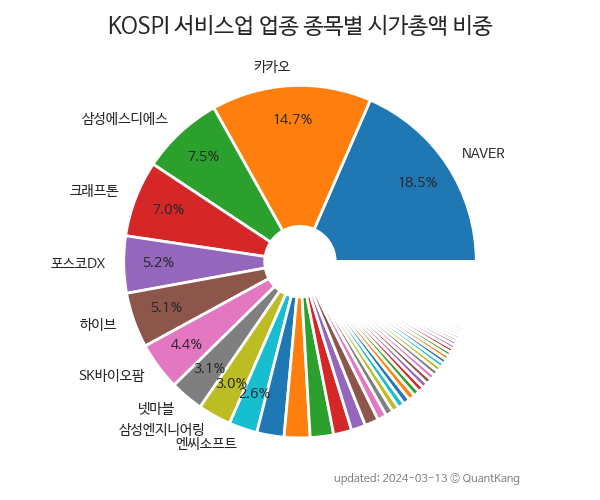 KOSPI 서비스업 업종 종목별 시가총액 비중
카카오
14.7%
삼성에스디에스
7.5%
NAVER
18.5%
크래프톤
7.0%
포스코DX
5.2%
하이브
5.1%
SK바이오팜
4.4%
넷마블
3.1%
삼성엔지니어링
3.0%
엔씨소프트
2.6%
updated: 2024-03-13 © QuantKang